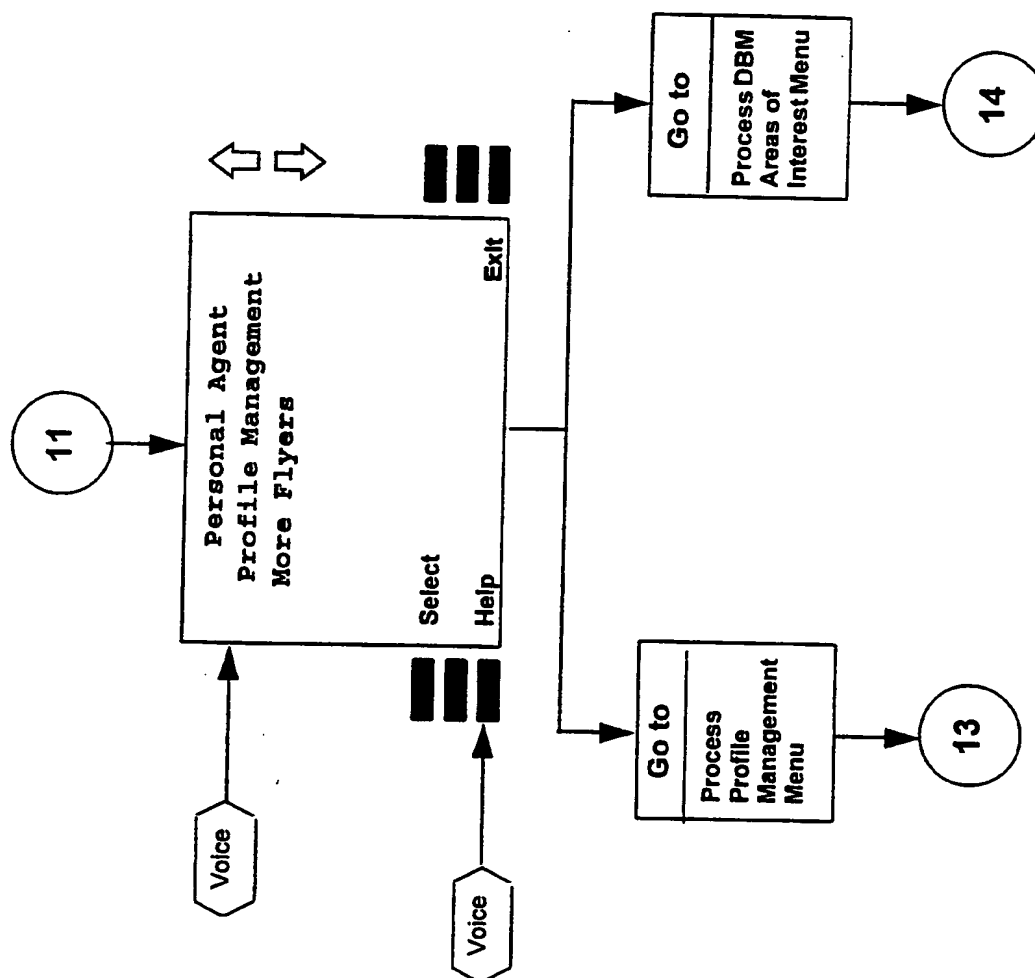 11
Voice
Personal Agent
Profile Management
More Flyers
Select
Help
Exit
Voice
Go to
Process
Profile
Management
Menu
13
Go to
Process DBM
Areas of
Interest Menu
14